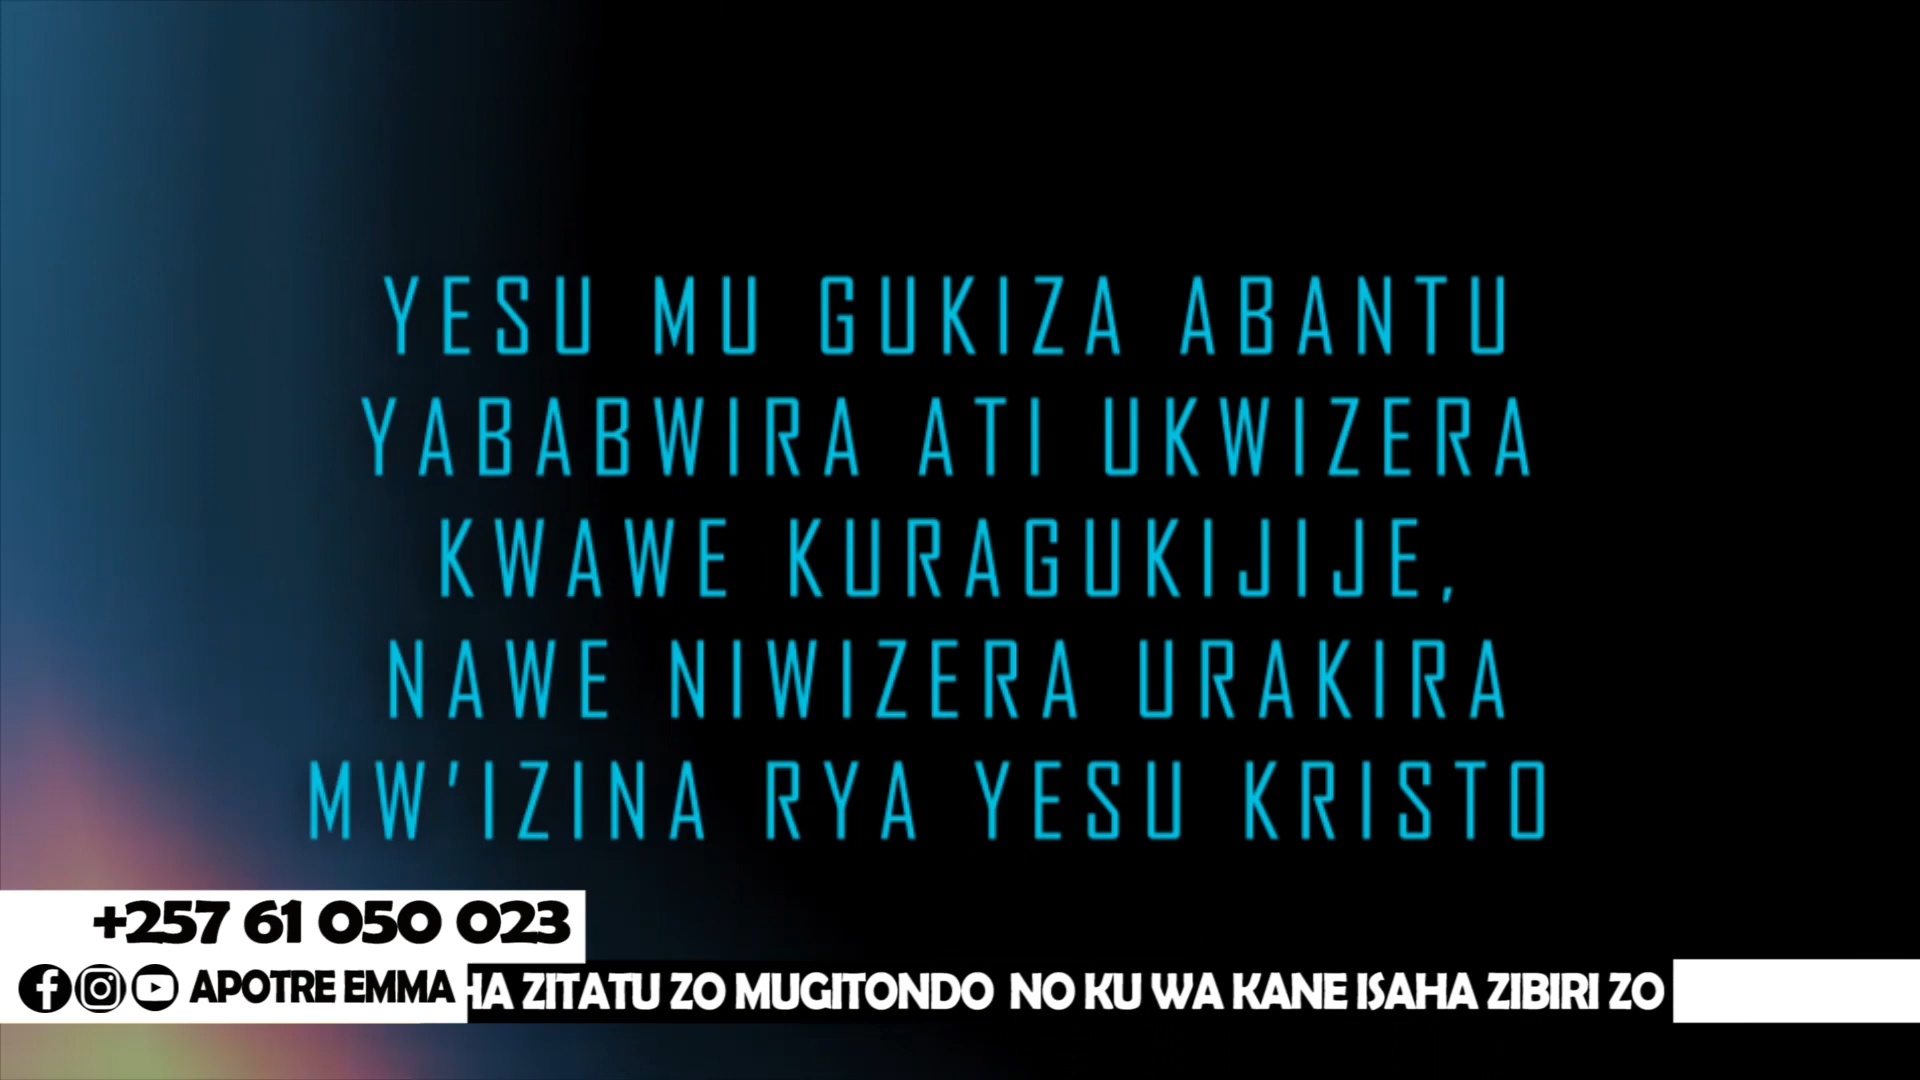 YESU MU GUKIZA ABANTU
YABABWIRA ATI UKWIZERA
KWAWE KURAGUKIJIJE,
NAWE NIWIZERA URAKIRA
MW'IZINA RYA YESU KRISTO
+257 61 050 023
APOTRE EMMA
ZITATU ZO MUGITONDO NO KU WA KANE ISAHA ZIBIRI ZO